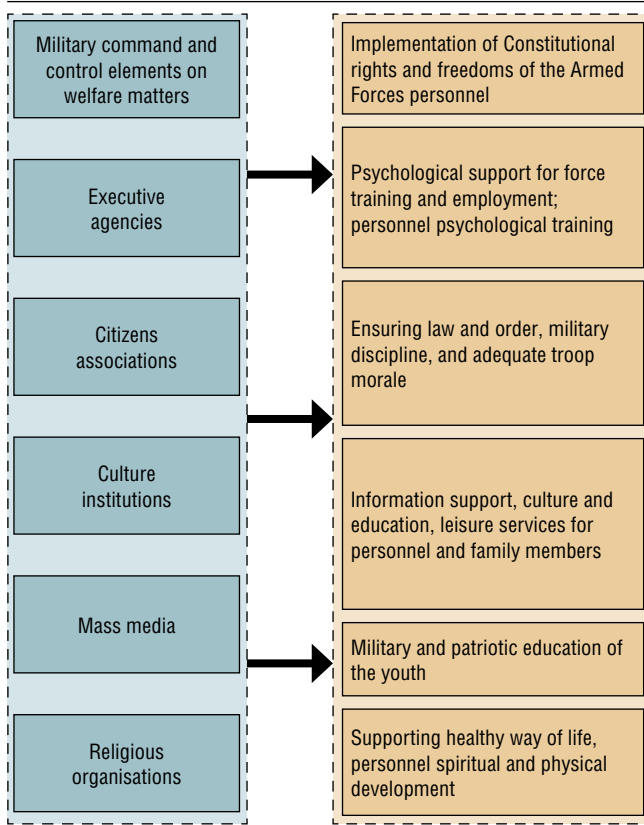 Military command and
control elements on
welfare matters
Executive
agencies
Citizens
associations
Culture
institutions
Mass media
Religious
organisations
Implementation of Constitutional
rights and freedoms of the Armed
Forces personnel
Psychological support for force
training and employment;
personnel psychological training
Ensuring law and order, military
discipline, and adequate troop
morale
Information support, culture and
education, leisure services for
personnel and family members
Military and patriotic education of
the youth
Supporting healthy way of life,
personnel spiritual and physical
development